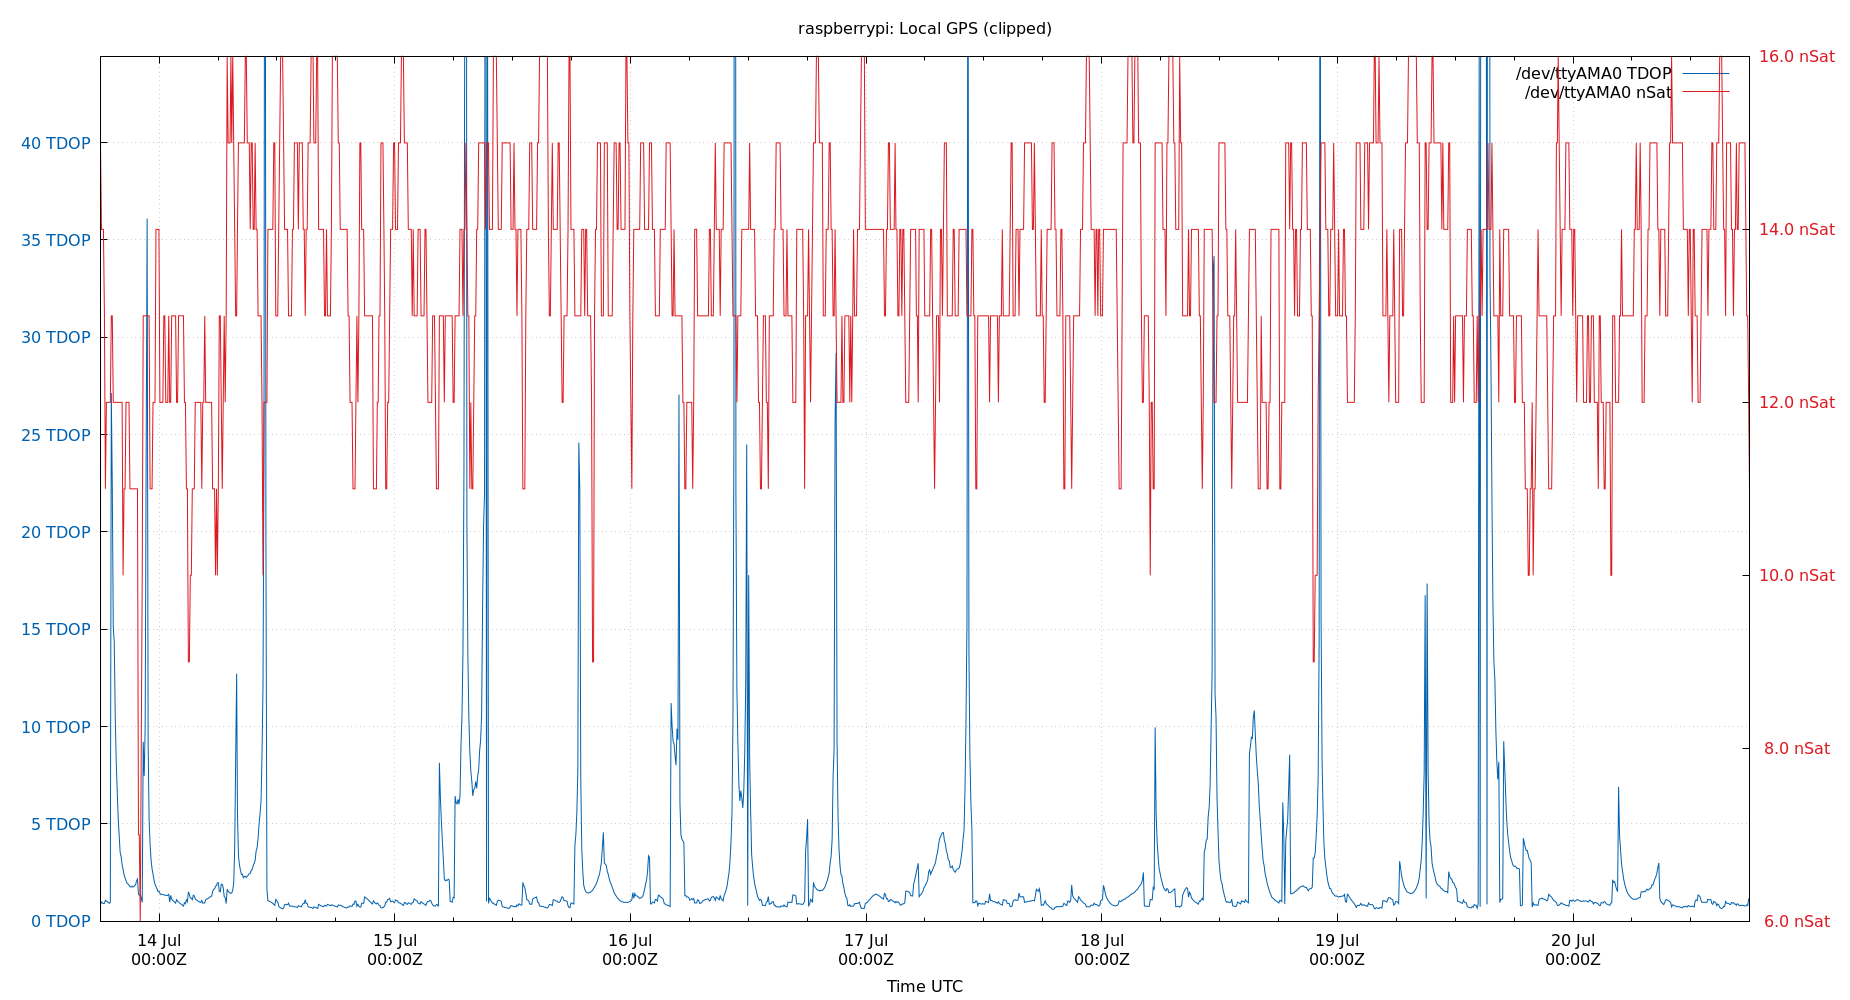 raspberrypi: Local GPS (clipped)
16.0 nSat
/dev/ttyAMA0 TDOP
/dev/ttyAMA0 nSat
40 TDOP
35 TDOP
14.0 nSat
30 TDOP
12.0 nSat
25 TDOP
20 TDOP
10.0 nSat
15 TDOP
10 TDOP
8.0 nSat
5 TDOP
0 TDOP
6.0 nSat
14 Jul 15 Jul 16 Jul 17 Jul 18 Jul 19 Jul 20 Jul
00:00Z 00:00Z 00:00Z 00:00Z 00:00Z 00:00Z 00:00Z
Time UTC